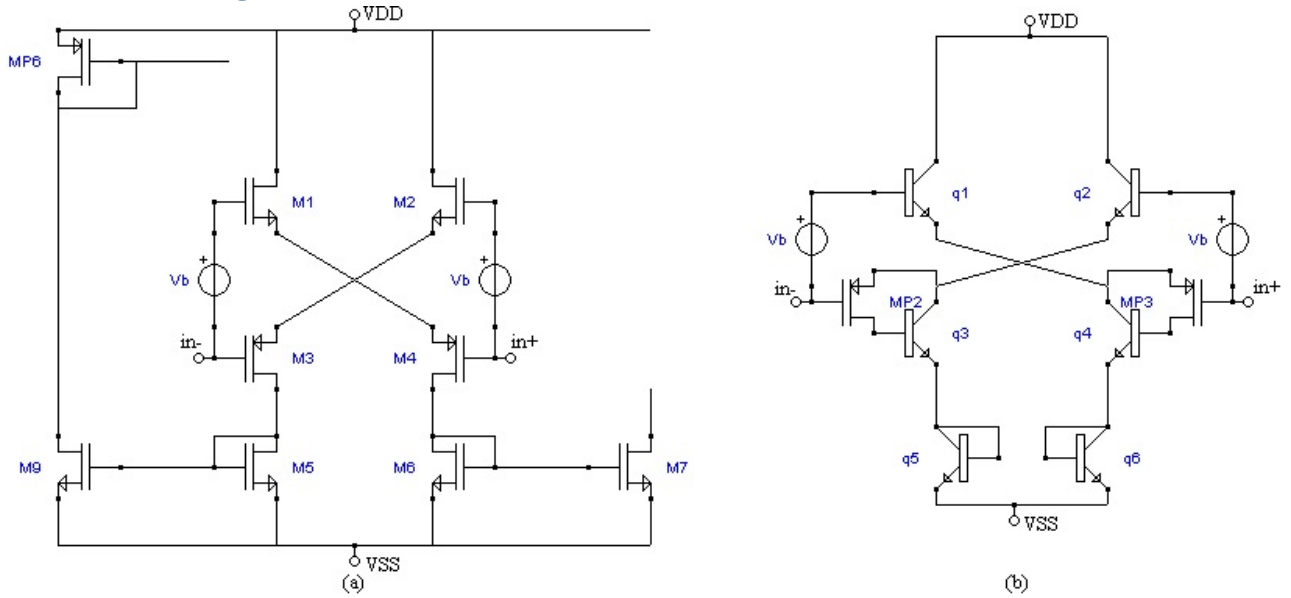 VDD
MP6
M1
M2
Vb
Vb
in-
in+
M3
M4
M9
M5
M6
M7
VSS
(a)
VDD
q1
q2
Vb
Vb
in-
MP2
MP3
in+
q3
q4
q5
q6
VSS
(b)